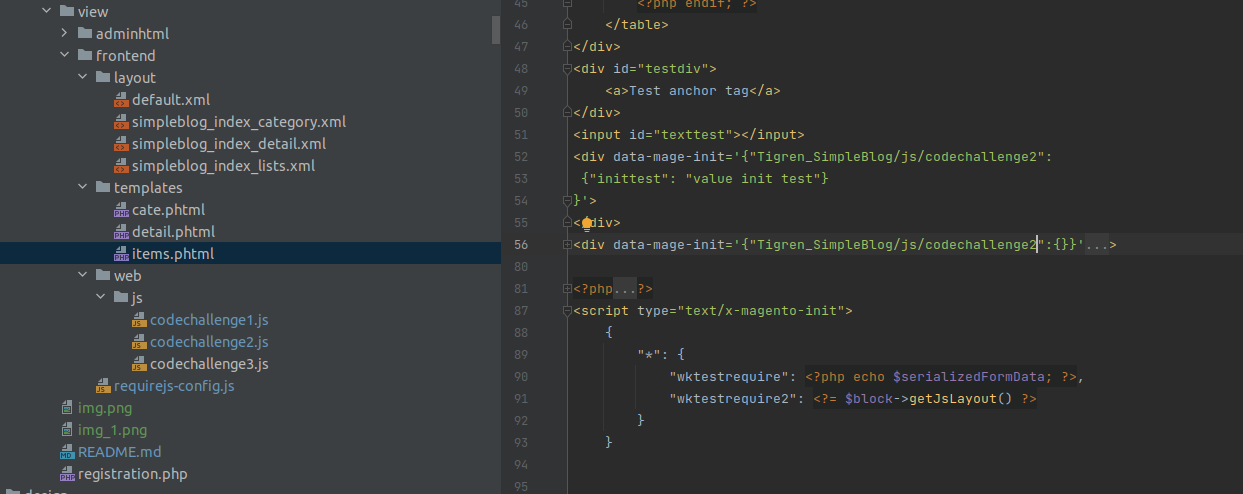 view
adminhtml
frontend
layout
default.xml
simpleblog_index_category.xml
simpleblog_index_detail.xml
simpleblog_index_lists.xml
templates
cate.phtml
detail.phtml
items.phtml
web
js
codechallenge1.js
codechallenge2.js
codechallenge3.js
requirejs-config.js
img.png
img_1.png
README.md
registration.php
design
45 <?php endif; ?>
46 </table>
47 </div>
48 <div id="testdiv">
49 <a>Test anchor tag</a>
50 </div>
51 <input id="texttest"></input>
52 <div data-mage-init='{"Tigren_SimpleBlog/js/codechallenge2":
53 {"inittest": "value init test"}
54 }'>
55 </div>
56 <div data-mage-init='{"Tigren_SimpleBlog/js/codechallenge2":{}}'...>
80
81 <?php...?>
87 <script type="text/x-magento-init">
88 {
89 "*": {
90 "wktestrequire": <?php echo $serializedFormData; ?>,
91 "wktestrequire2": <?= $block->getJsLayout() ?>
92 }
93 }
94
95